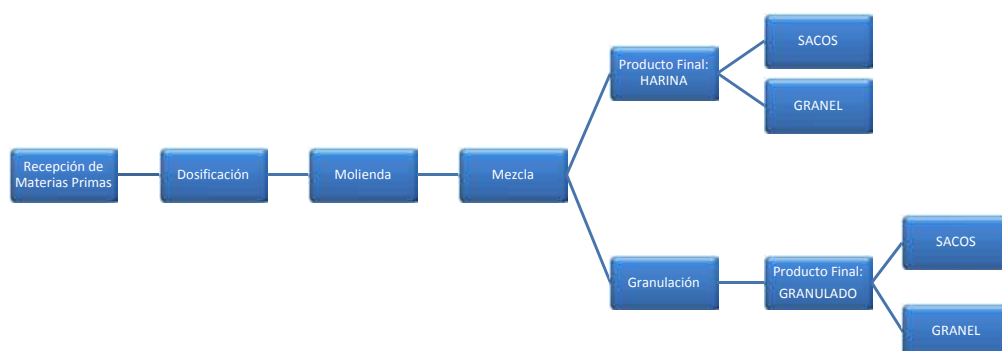 Recepción de
Materias Primas
Dosificación
Molienda
Mezcla
Producto Final:
HARINA
SACOS
GRANEL
Granulación
Producto Final:
GRANULADO
SACOS
GRANEL